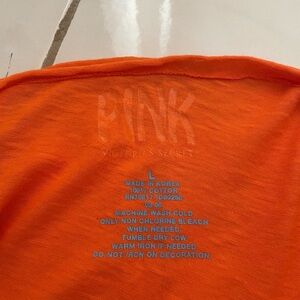 PINK
VICTORIA'S SECRET
L
MADE IN KOREA
100% COTTON
MACHINE WASH COLD
ONLY NON CHLORINE BLEACH
WHEN NEEDED
TUMBLE DRY LOW
WARM IRON IF NEEDED
DO NOT IRON ON DECORATION